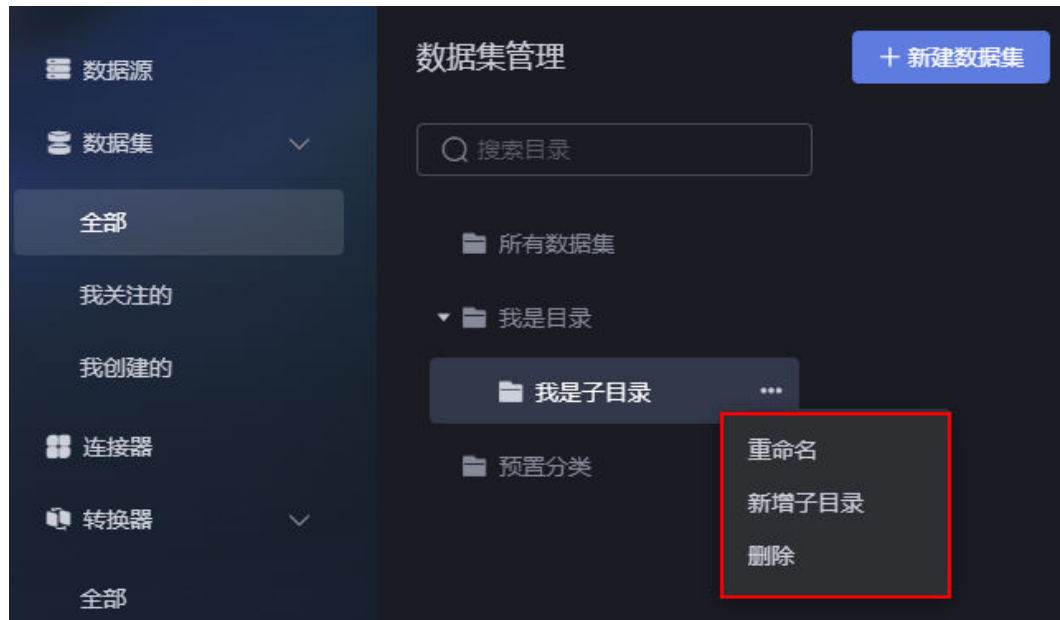 数据源
数据集
全部
我关注的
我创建的
连接器
转换器
全部
数据集管理
+ 新建数据集
搜索目录
所有数据集
我是目录
我是子目录
...
预置分类
重命名
新增子目录
删除